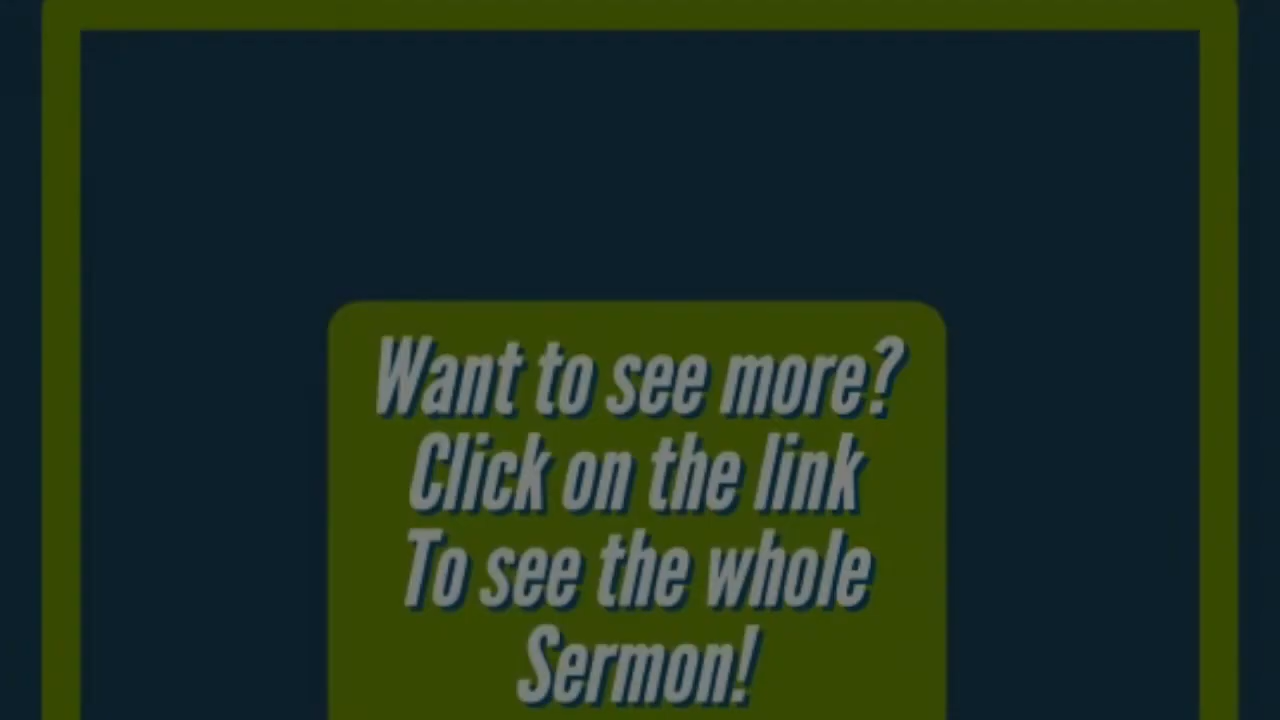 Want to see more?
Click on the link
To see the whole
Sermon!